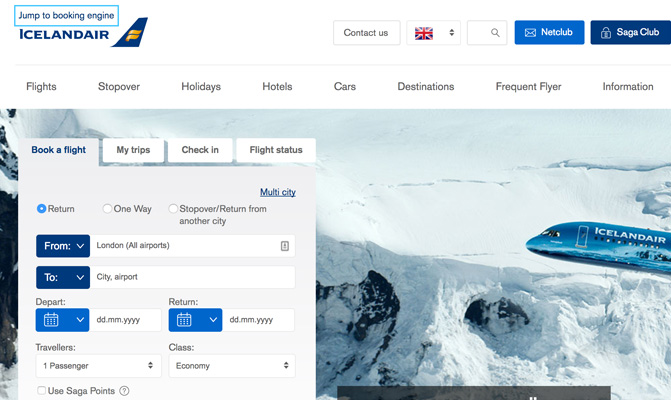 Jump to booking engine
ICELANDAIR
Contact us
Netclub
Saga Club
Flights
Stopover
Holidays
Hotels
Cars
Destinations
Frequent Flyer
Information
Book a flight
My trips
Check in
Flight status
Multi city
Return
One Way
Stopover/Return from
another city
From:
London (All airports)
To:
City, airport
Depart:
Return:
dd.mm.yyyy
dd.mm.yyyy
Travellers:
Class:
1 Passenger
Economy
Use Saga Points ?
ICELANDAIR